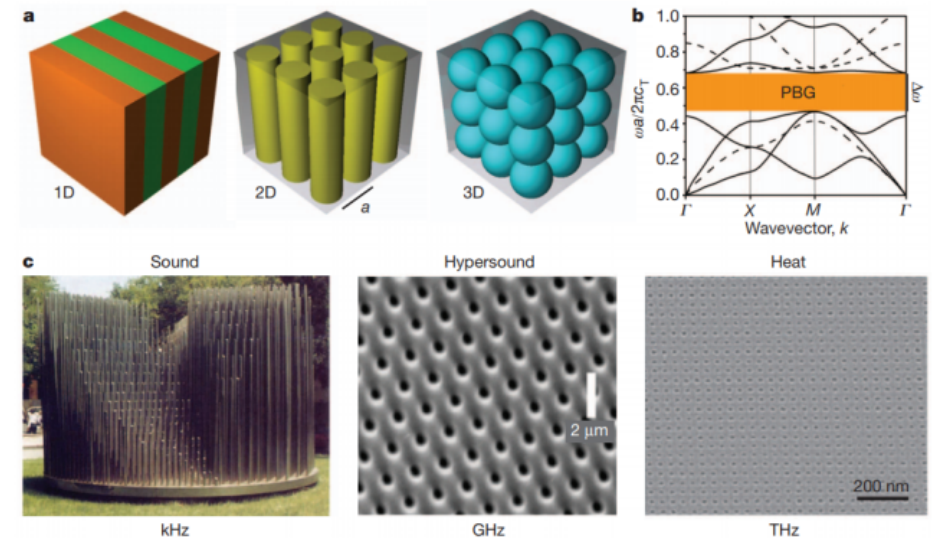 a
1D
2D
a
3D
b
ωa/2πc_T
1.0
0.8
0.6
0.4
0.2
0.0
PBG
Δω
Γ X M Γ
Wavevector, k
c
Sound
Hypersound
Heat
2 μm
200 nm
kHz
GHz
THz